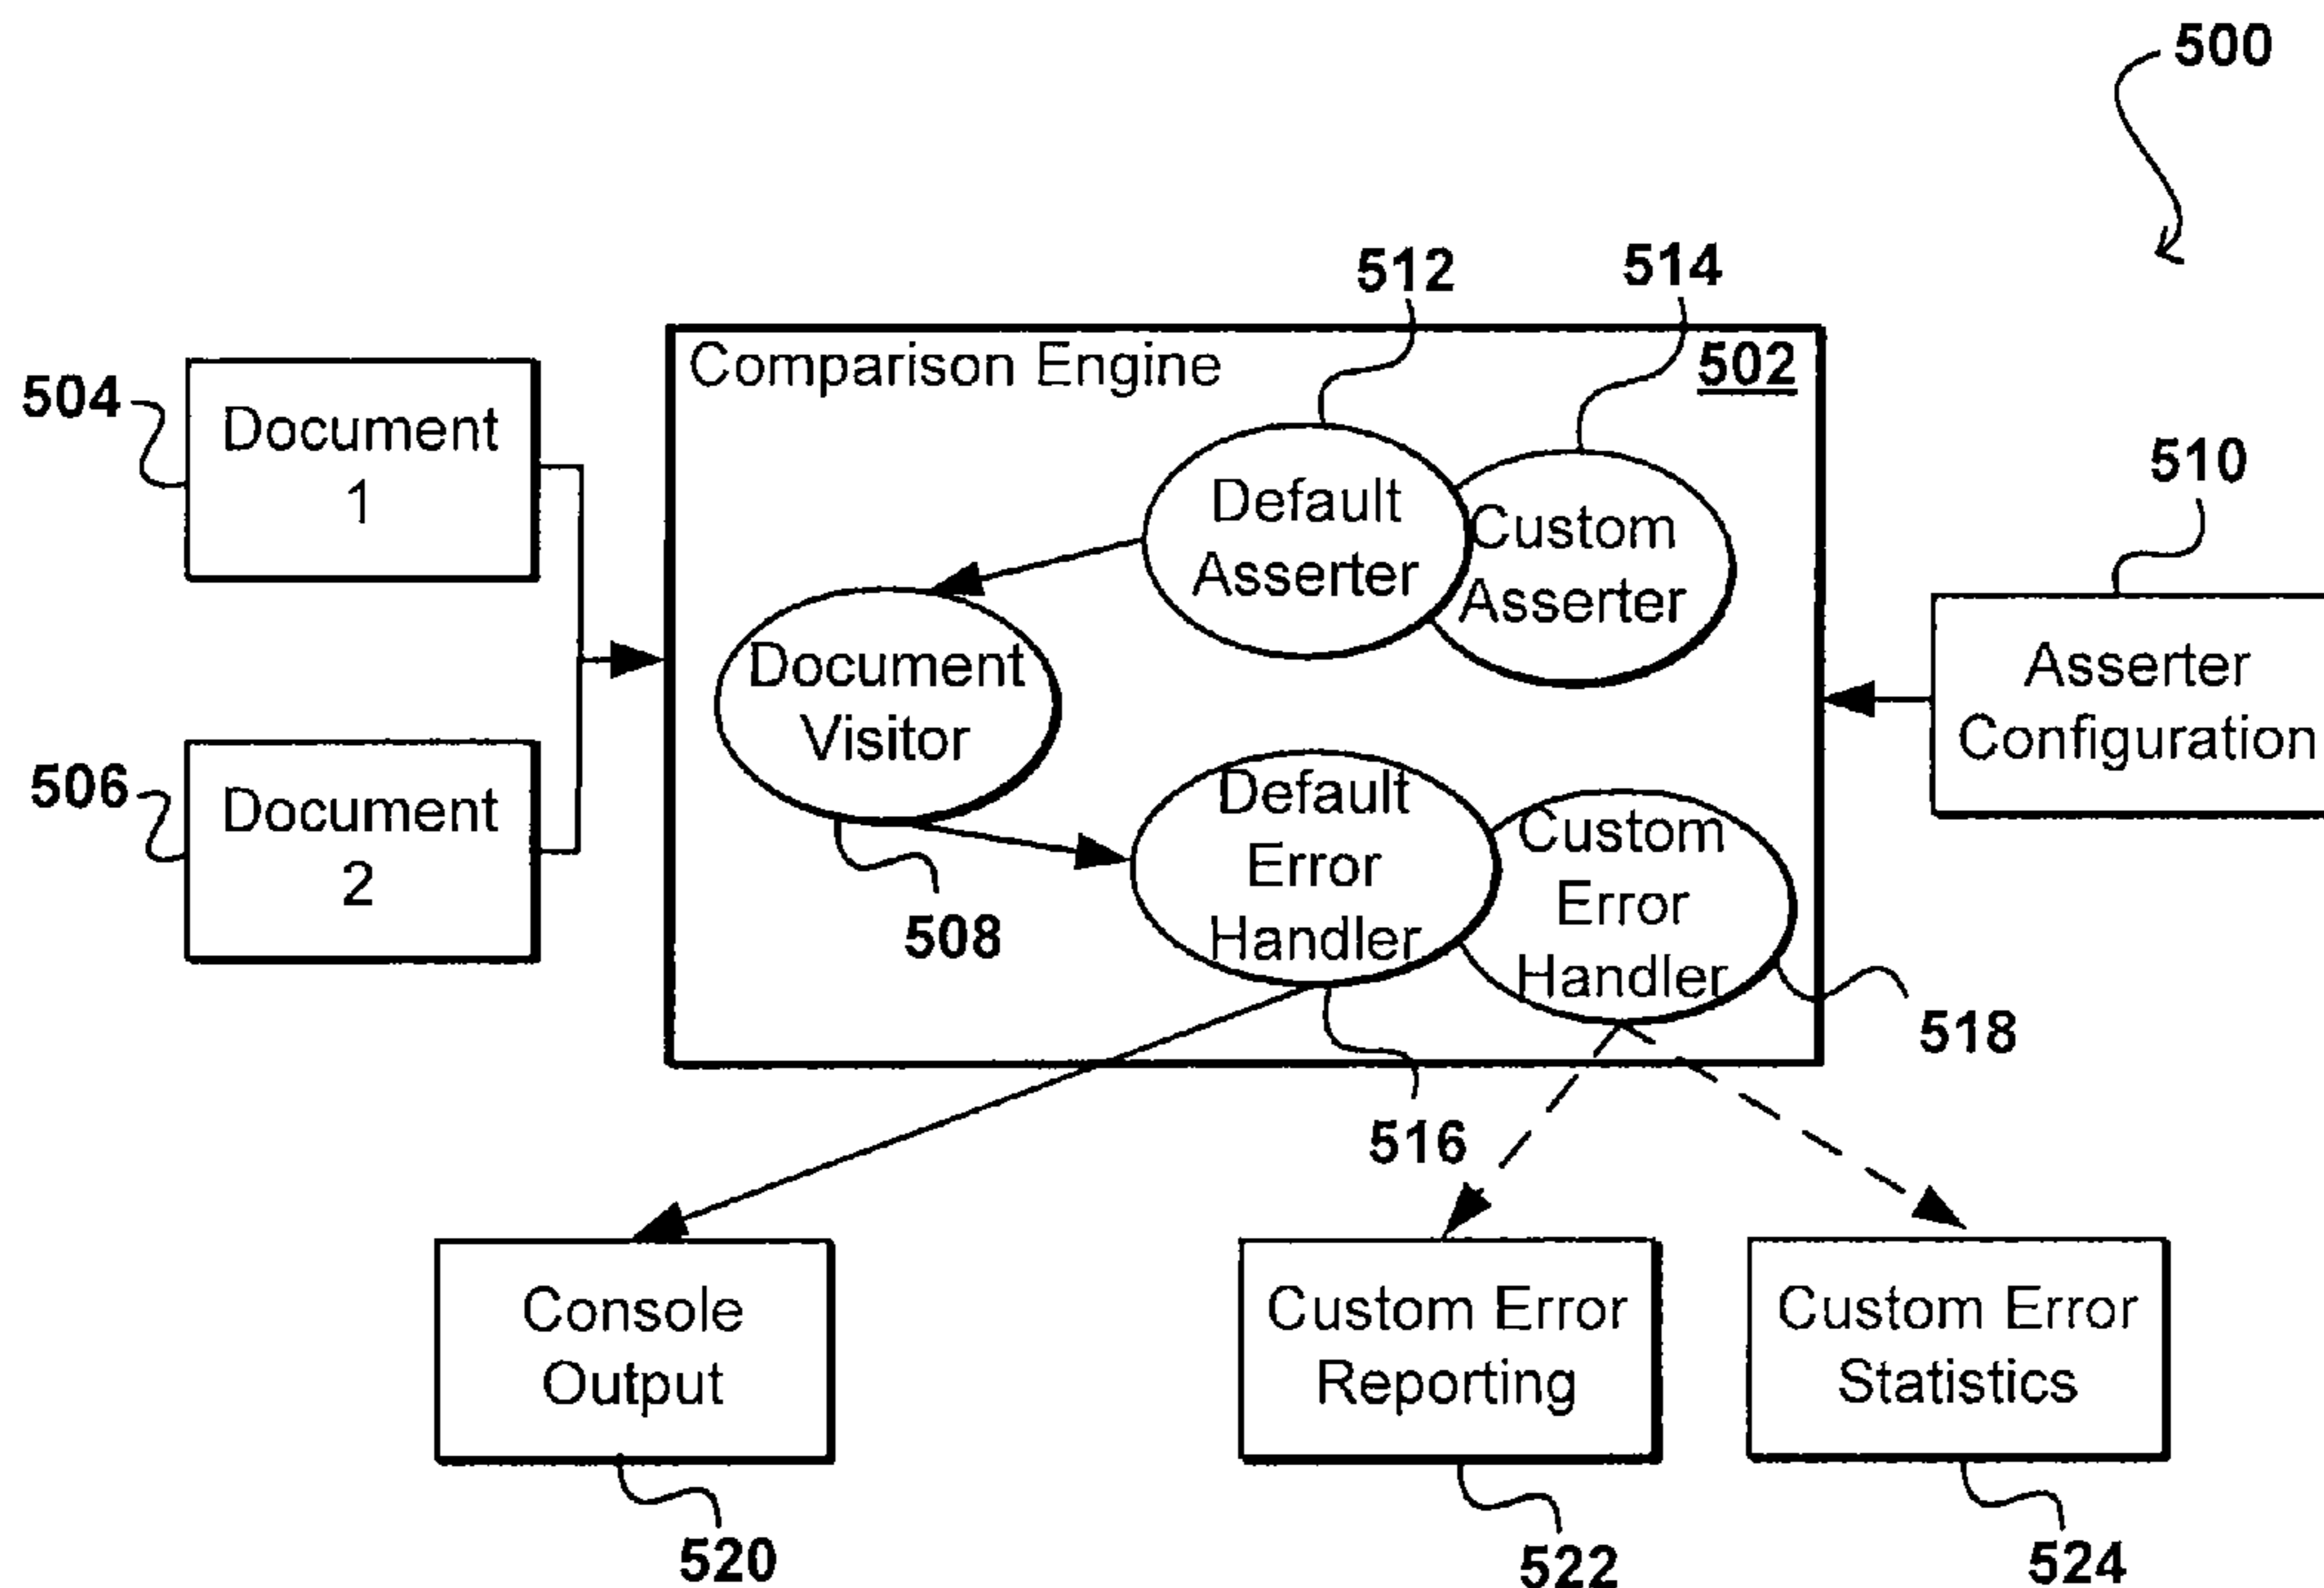 500
512
514
Comparison Engine
502
504
Document
1
Default
Asserter
Custom
Asserter
510
Document
Visitor
Asserter
Configuration
506
Document
2
508
Default
Error
Handler
Custom
Error
Handler
518
516
Console
Output
Custom Error
Reporting
Custom Error
Statistics
520
522
524